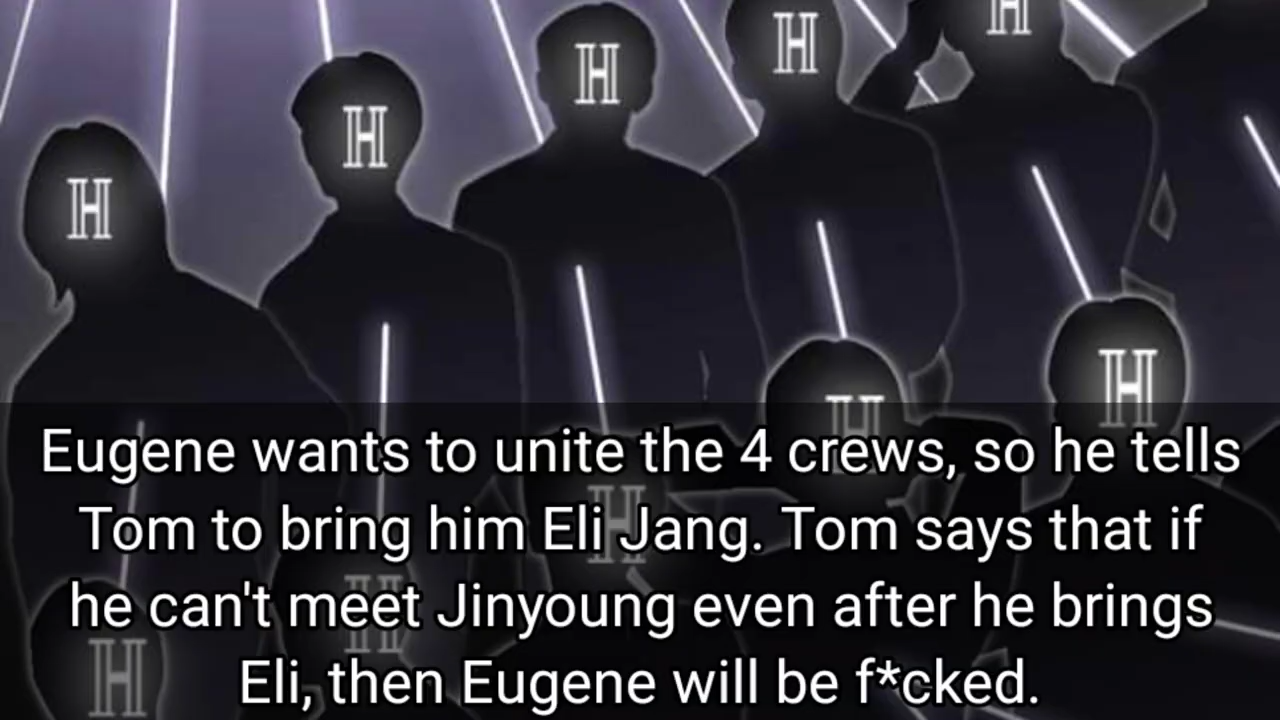 H
H
H
H
H
H
H
H
H
H
Eugene wants to unite the 4 crews, so he tells
Tom to bring him Eli Jang. Tom says that if
he can't meet Jinyoung even after he brings
Eli, then Eugene will be f*cked.